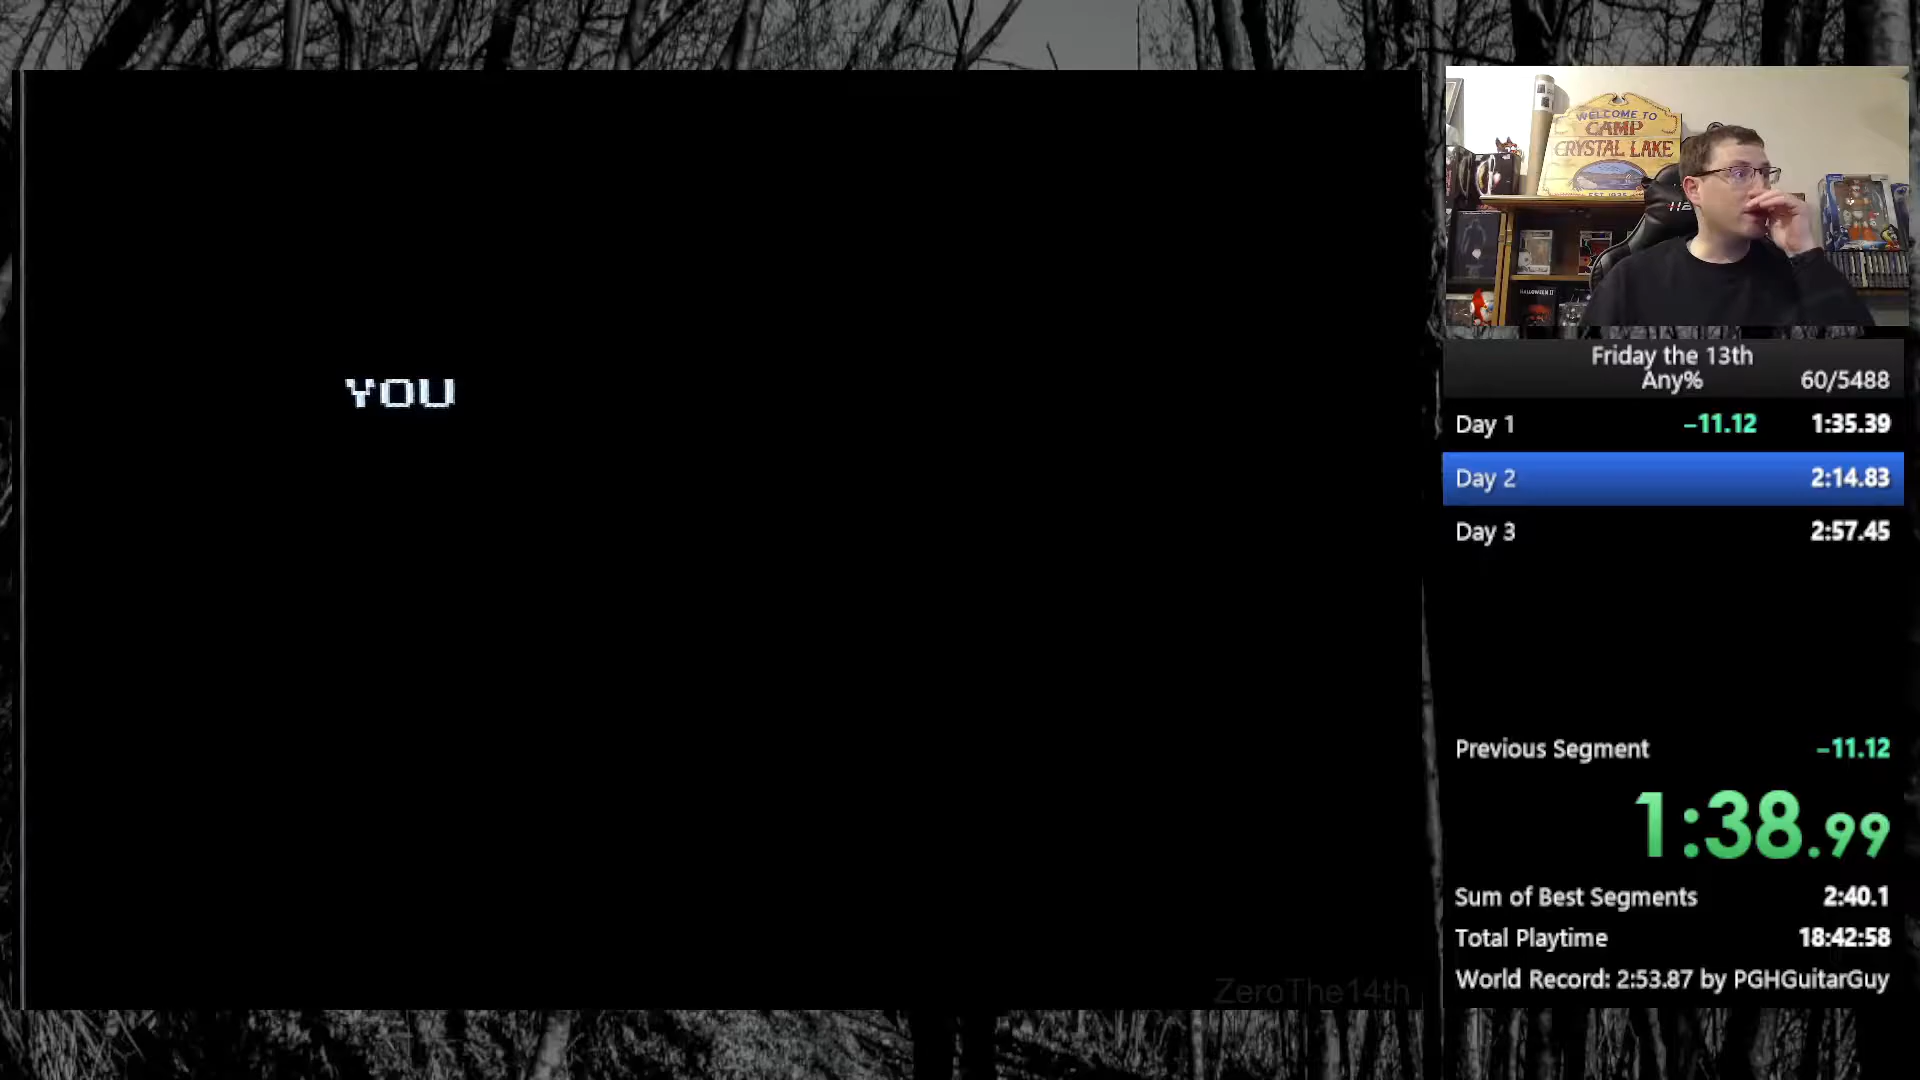 YOU
ZeroThe14th
WELCOME TO
CAMP
CRYSTAL LAKE
HALLOWEEN II
Friday the 13th
Any% 60/5488
Day 1 -11.12 1:35.39
Day 2 2:14.83
Day 3 2:57.45
Previous Segment -11.12
1:38.99
Sum of Best Segments 2:40.1
Total Playtime 18:42:58
World Record: 2:53.87 by PGHGuitarGuy